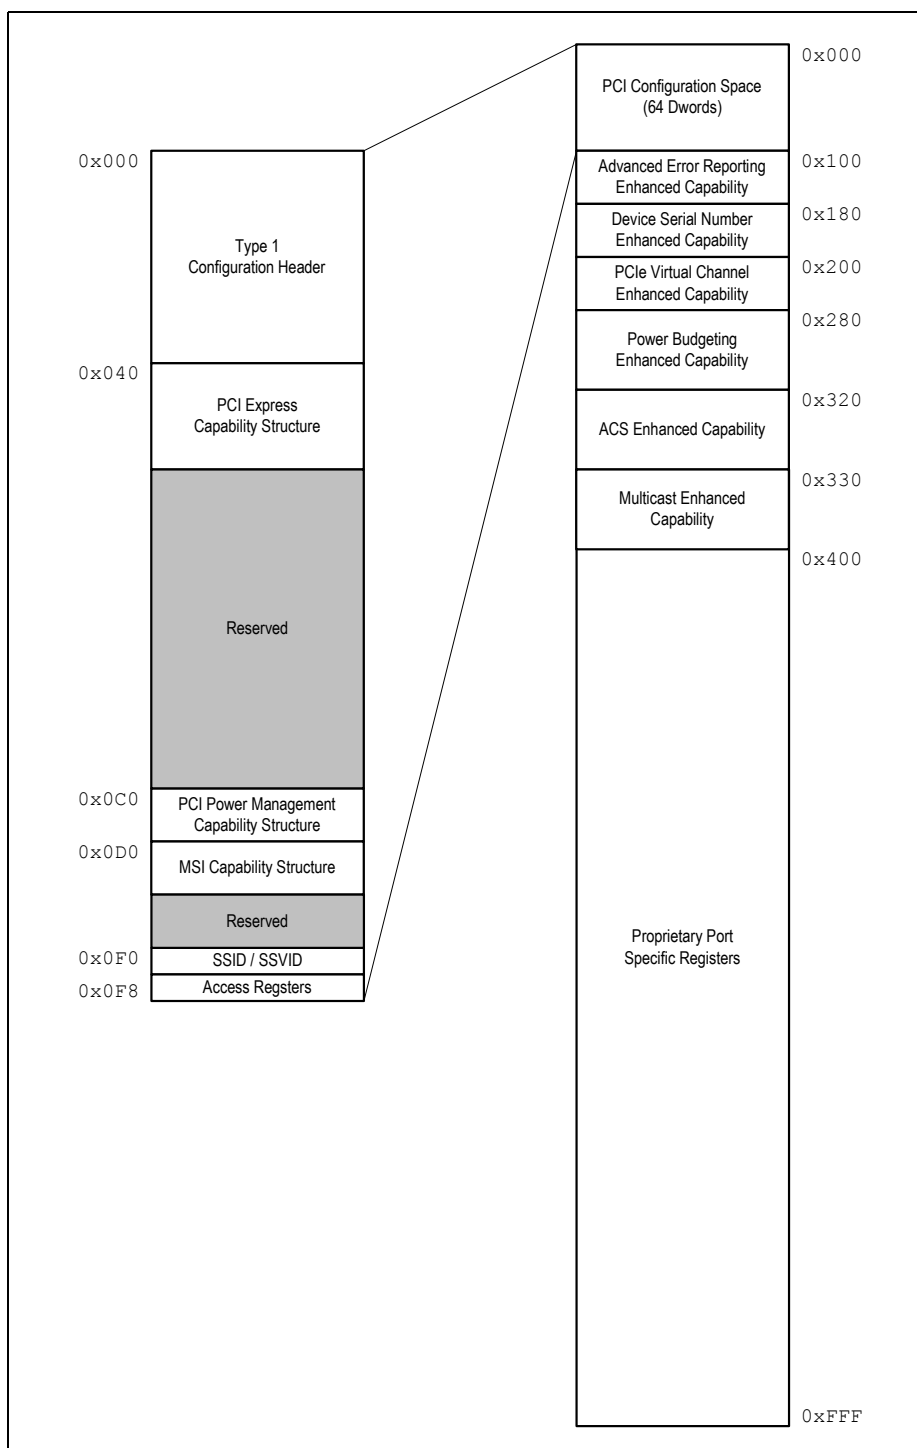 0x000
Type 1
Configuration Header
0x040
PCI Express
Capability Structure
Reserved
0x0C0
PCI Power Management
Capability Structure
0x0D0
MSI Capability Structure
Reserved
0x0F0
SSID / SSVID
0x0F8
Access Regsters
0x000
PCI Configuration Space
(64 Dwords)
0x100
Advanced Error Reporting
Enhanced Capability
0x180
Device Serial Number
Enhanced Capability
0x200
PCIe Virtual Channel
Enhanced Capability
0x280
Power Budgeting
Enhanced Capability
0x320
ACS Enhanced Capability
0x330
Multicast Enhanced
Capability
0x400
Proprietary Port
Specific Registers
0xFFF